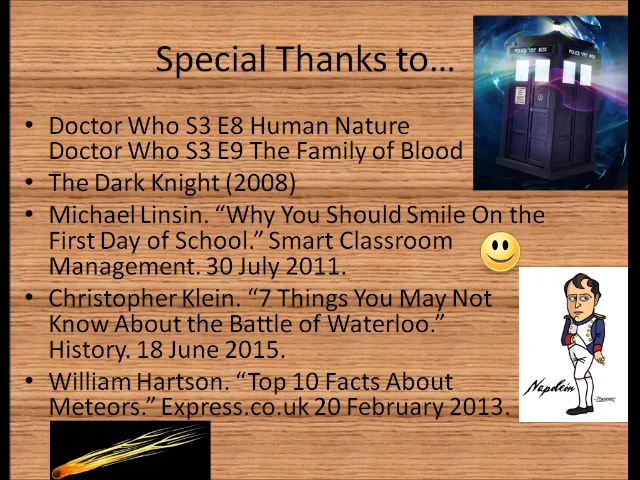 Special Thanks to...
POLICE BOX
POLICE BOX
• Doctor Who S3 E8 Human Nature
Doctor Who S3 E9 The Family of Blood
• The Dark Knight (2008)
• Michael Linsin. “Why You Should Smile On the
First Day of School.” Smart Classroom
Management. 30 July 2011.
• Christopher Klein. “7 Things You May Not
Know About the Battle of Waterloo.”
History. 18 June 2015.
• William Hartson. “Top 10 Facts About
Meteors.” Express.co.uk 20 February 2013.
Napoleón